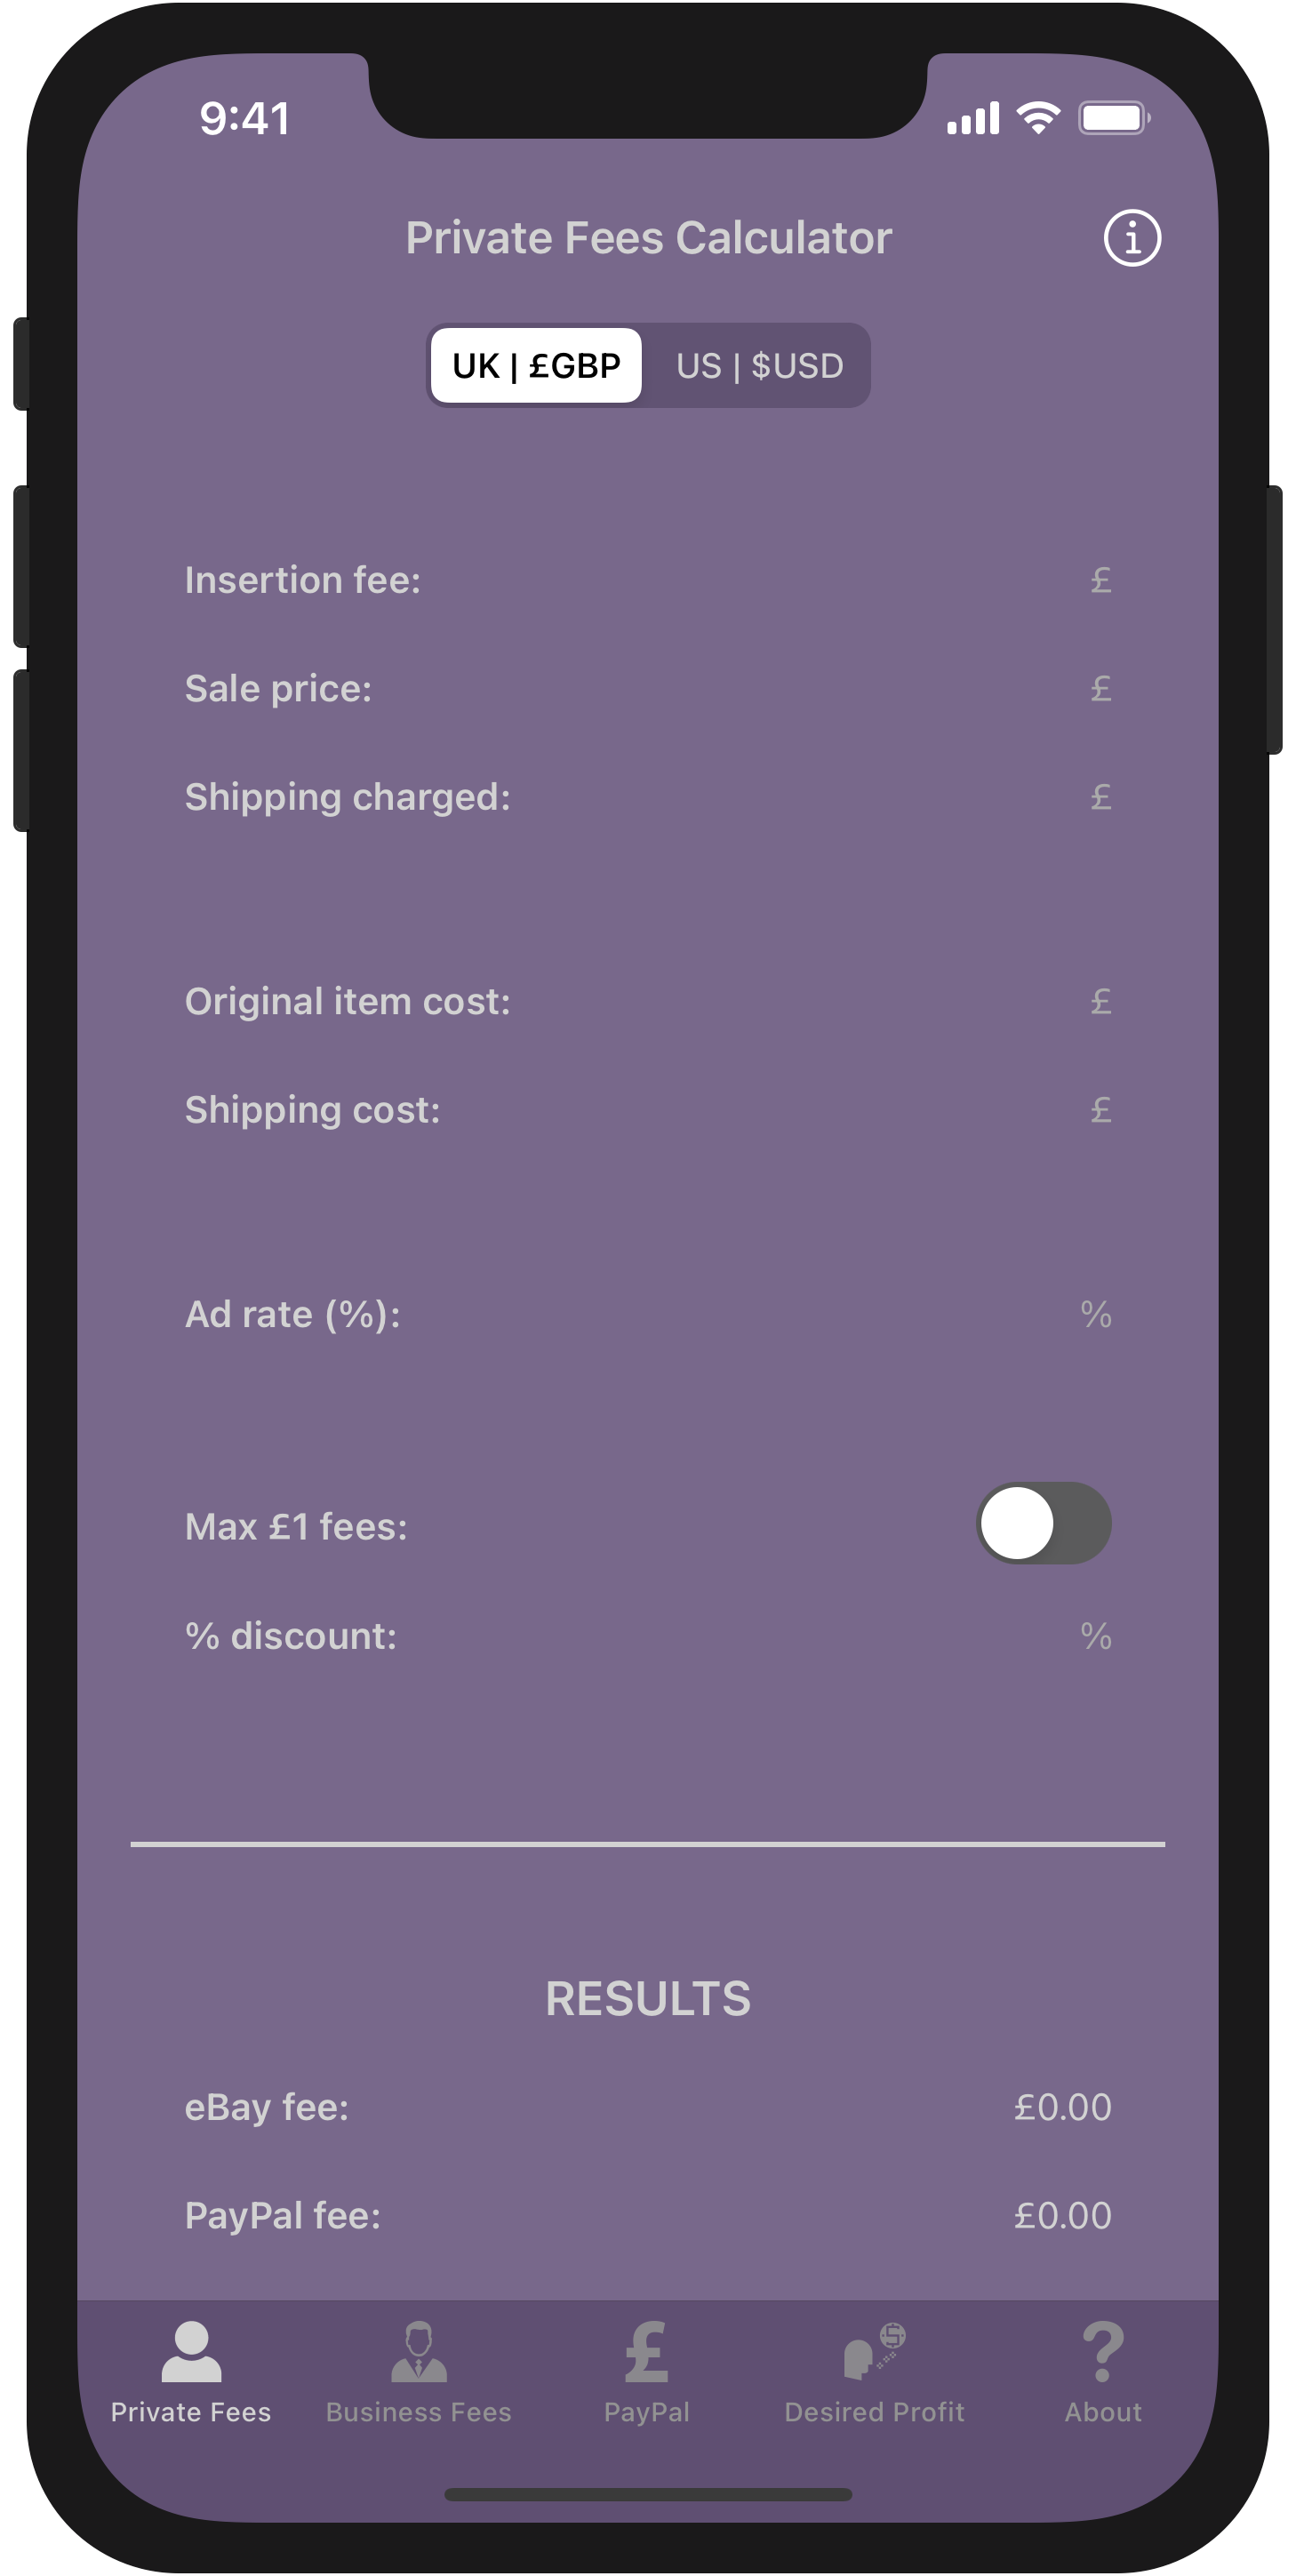 9:41
Private Fees Calculator
UK | £GBP US | $USD
Insertion fee: £
Sale price: £
Shipping charged: £
Original item cost: £
Shipping cost: £
Ad rate (%): %
Max £1 fees:
% discount: %
RESULTS
eBay fee: £0.00
PayPal fee: £0.00
Private Fees Business Fees PayPal Desired Profit About